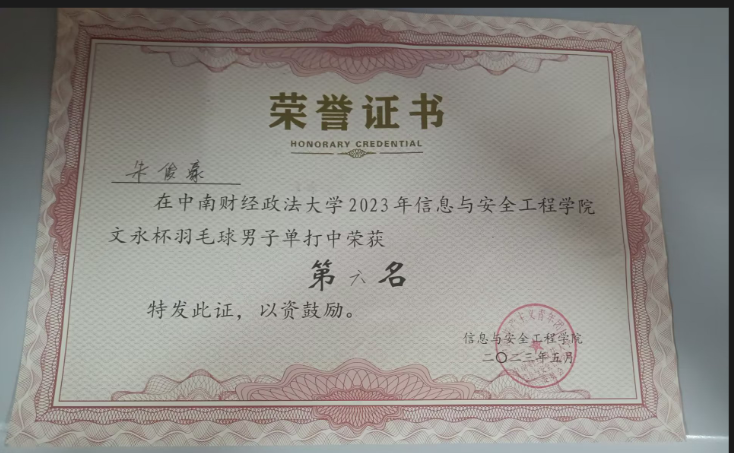 荣誉证书
HONORARY CREDENTIAL
朱俊霖
在中南财经政法大学2023年信息与安全工程学院
文永杯羽毛球男子单打中荣获
第六名
特发此证，以资鼓励。
信息与安全工程学院
二〇二三年五月